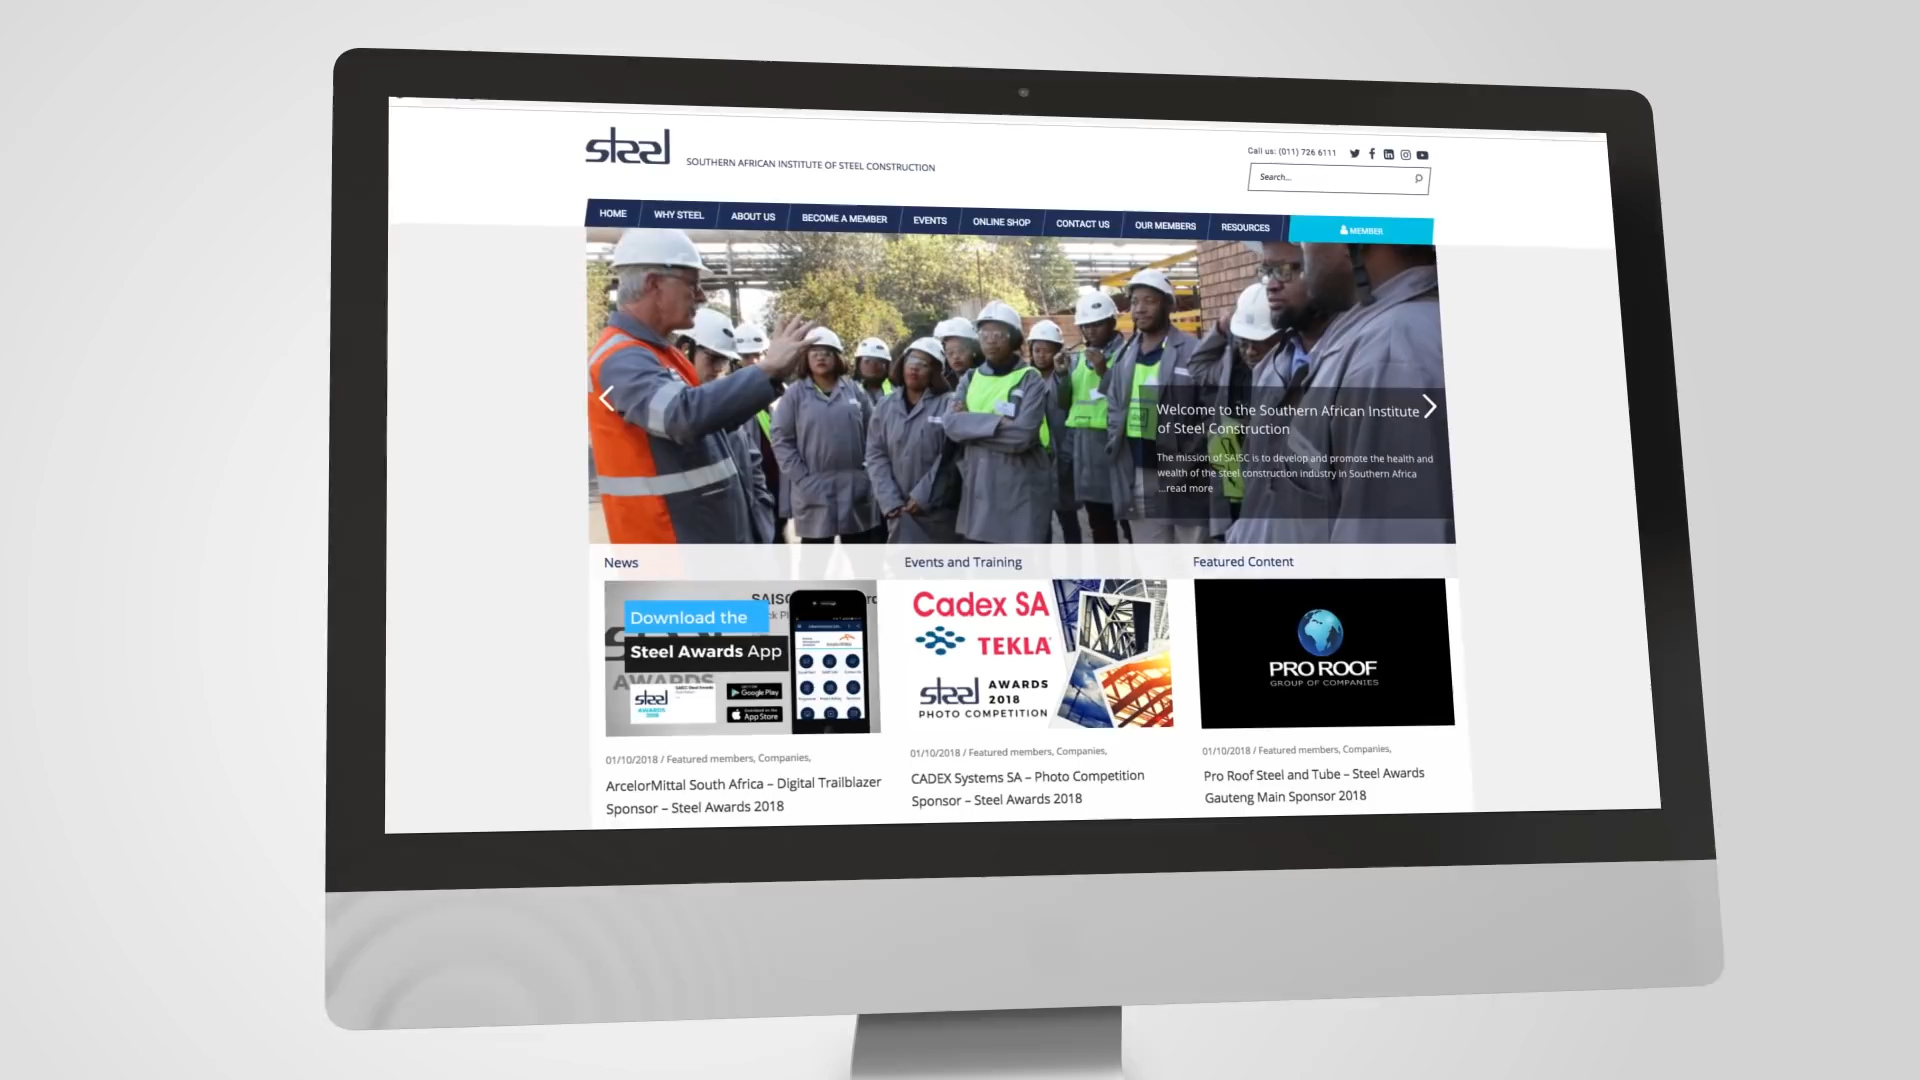 steel
SOUTHERN AFRICAN INSTITUTE OF STEEL CONSTRUCTION
Call us: (011) 726 6111
Search...
HOME
WHY STEEL
ABOUT US
BECOME A MEMBER
EVENTS
ONLINE SHOP
CONTACT US
OUR MEMBERS
RESOURCES
MEMBER
Welcome to the Southern African Institute
of Steel Construction
The mission of SAISC is to develop and promote the health and
wealth of the steel construction industry in Southern Africa
...read more
News
Download the
Steel Awards App
AWARDS
steel
AWARDS
2018
SAISC Steel Awards
Google Play
App Store
01/10/2018 / Featured members, Companies,
ArcelorMittal South Africa – Digital Trailblazer
Sponsor – Steel Awards 2018
Events and Training
Cadex SA
TEKLA
steel AWARDS
2018
PHOTO COMPETITION
01/10/2018 / Featured members, Companies,
CADEX Systems SA – Photo Competition
Sponsor – Steel Awards 2018
Featured Content
PRO ROOF
GROUP OF COMPANIES
01/10/2018 / Featured members, Companies,
Pro Roof Steel and Tube – Steel Awards
Gauteng Main Sponsor 2018